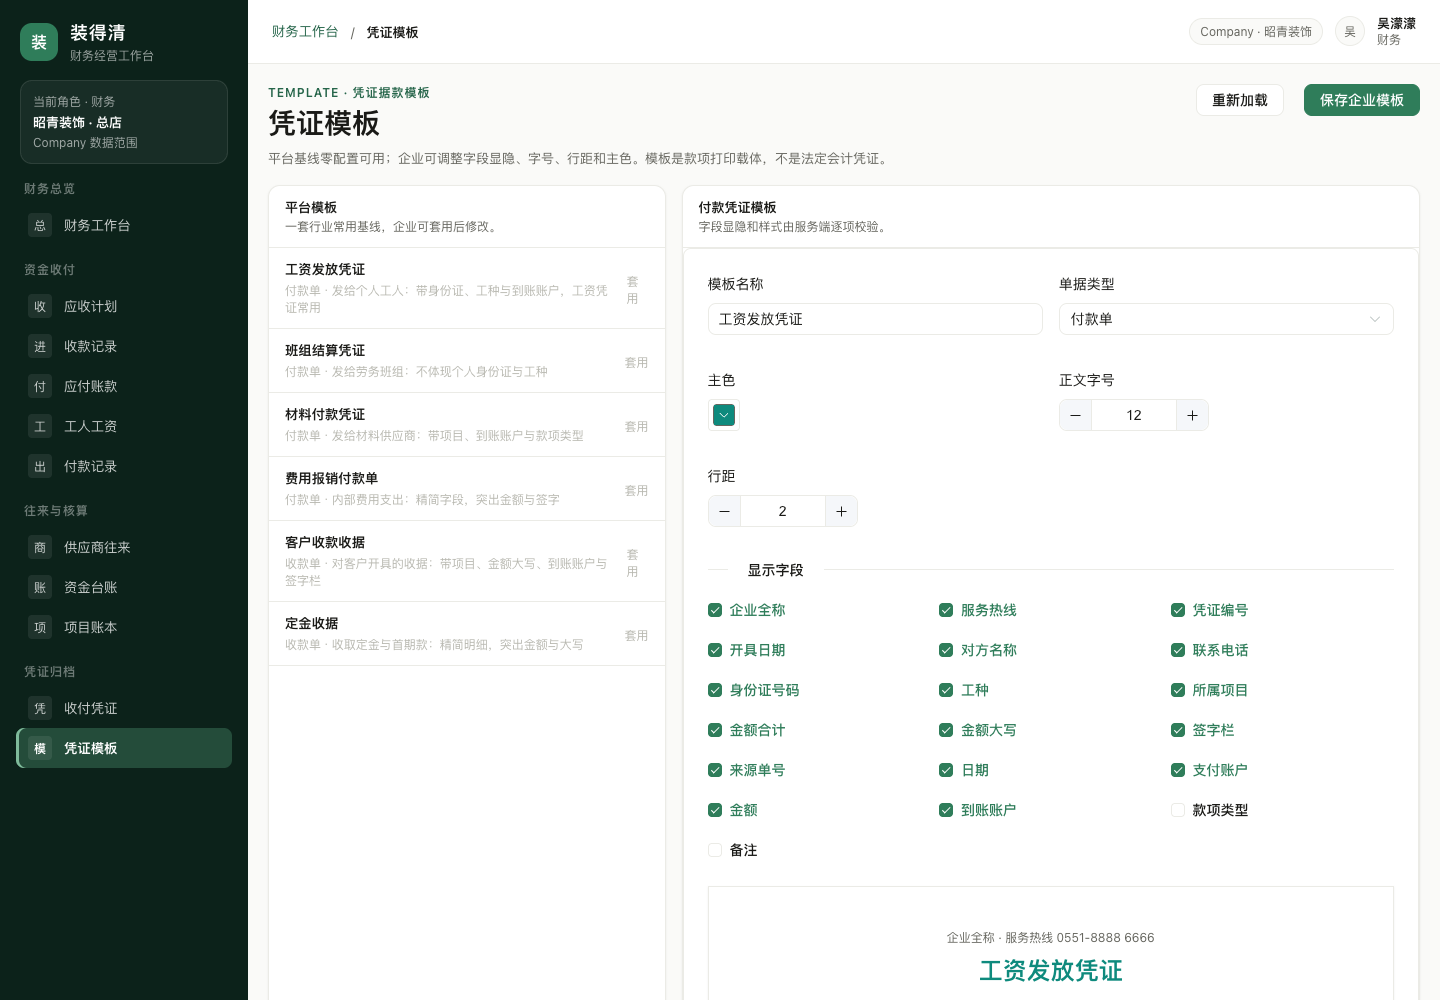 装
装得清
财务经营工作台
当前角色 · 财务
昭青装饰 · 总店
Company 数据范围
财务总览
总 财务工作台
资金收付
收 应收计划
进 收款记录
付 应付账款
工 工人工资
出 付款记录
往来与核算
商 供应商往来
账 资金台账
项 项目账本
凭证归档
凭 收付凭证
模 凭证模板
财务工作台 / 凭证模板
Company · 昭青装饰
吴
吴濛濛
财务
TEMPLATE · 凭证据款模板
凭证模板
平台基线零配置可用；企业可调整字段显隐、字号、行距和主色。模板是款项打印载体，不是法定会计凭证。
重新加载
保存企业模板
平台模板
一套行业常用基线，企业可套用后修改。
工资发放凭证
付款单 · 发给个人工人：带身份证、工种与到账账户，工资凭
证常用
套
用
班组结算凭证
付款单 · 发给劳务班组：不体现个人身份证与工种
套用
材料付款凭证
付款单 · 发给材料供应商：带项目、到账账户与款项类型
套用
费用报销付款单
付款单 · 内部费用支出：精简字段，突出金额与签字
套用
客户收款收据
收款单 · 对客户开具的收据：带项目、金额大写、到账账户与
签字栏
套
用
定金收据
收款单 · 收取定金与首期款：精简明细，突出金额与大写
套用
付款凭证模板
字段显隐和样式由服务端逐项校验。
模板名称
工资发放凭证
单据类型
付款单
主色
正文字号
12
行距
2
显示字段
企业全称 服务热线 凭证编号
开具日期 对方名称 联系电话
身份证号码 工种 所属项目
金额合计 金额大写 签字栏
来源单号 日期 支付账户
金额 到账账户 款项类型
备注
企业全称 · 服务热线 0551-8888 6666
工资发放凭证